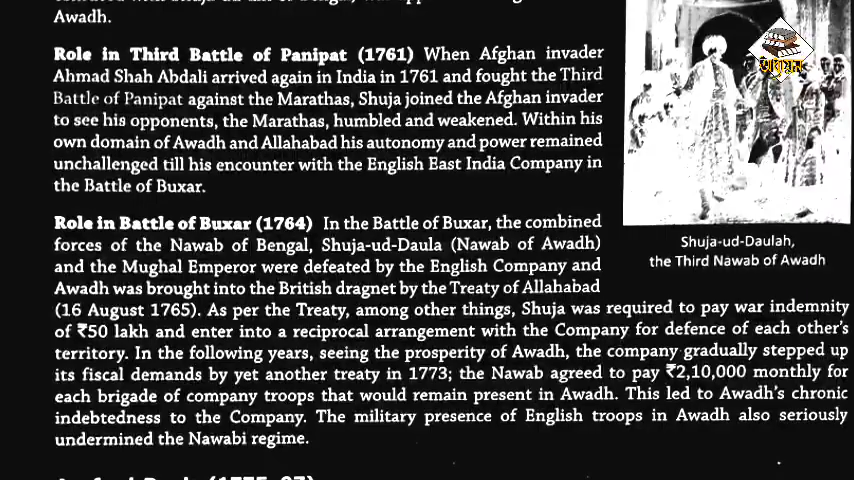 Awadh.
Role in Third Battle of Panipat (1761) When Afghan invader
Ahmad Shah Abdali arrived again in India in 1761 and fought the Third
Battle of Panipat against the Marathas, Shuja joined the Afghan invader
to see his opponents, the Marathas, humbled and weakened. Within his
own domain of Awadh and Allahabad his autonomy and power remained
unchallenged till his encounter with the English East India Company in
the Battle of Buxar.
Role in Battle of Buxar (1764) In the Battle of Buxar, the combined
forces of the Nawab of Bengal, Shuja-ud-Daula (Nawab of Awadh)
and the Mughal Emperor were defeated by the English Company and
Awadh was brought into the British dragnet by the Treaty of Allahabad
(16 August 1765). As per the Treaty, among other things, Shuja was required to pay war indemnity
of ₹50 lakh and enter into a reciprocal arrangement with the Company for defence of each other's
territory. In the following years, seeing the prosperity of Awadh, the company gradually stepped up
its fiscal demands by yet another treaty in 1773; the Nawab agreed to pay ₹2,10,000 monthly for
each brigade of company troops that would remain present in Awadh. This led to Awadh's chronic
indebtedness to the Company. The military presence of English troops in Awadh also seriously
undermined the Nawabi regime.
Shuja-ud-Daulah,
the Third Nawab of Awadh